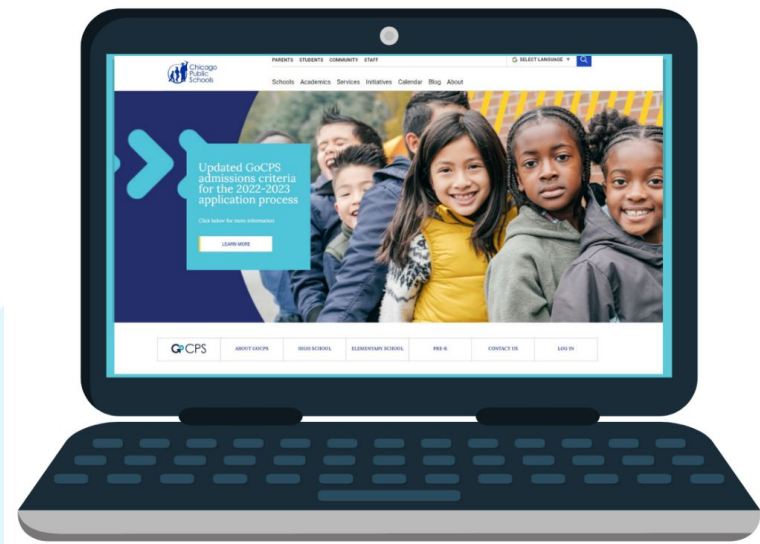 Chicago
Public
Schools
PARENTS STUDENTS COMMUNITY STAFF
G SELECT LANGUAGE ▼
Schools Academics Services Initiatives Calendar Blog About
Updated GoCPS
admissions criteria
for the 2022-2023
application process
Click below for more information
LEARN MORE
GoCPS ABOUT GOCPS HIGH SCHOOL ELEMENTARY SCHOOL PRE-K CONTACT US LOG IN